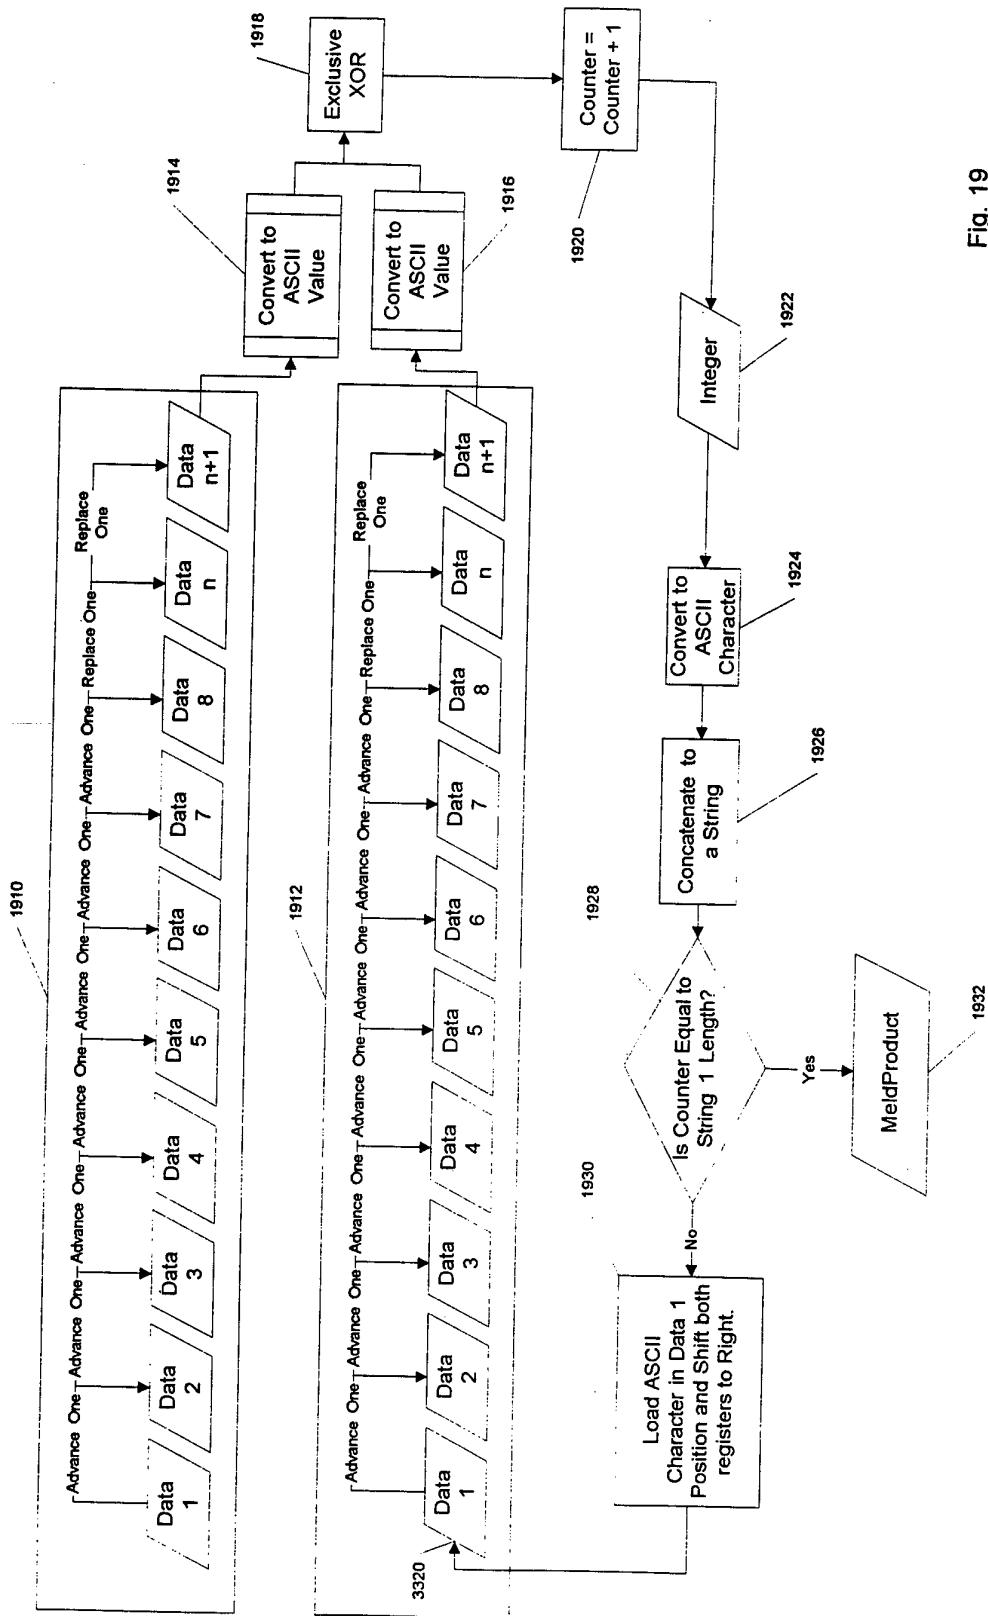 1910
Advance One
Advance One
Advance One
Advance One
Advance One
Advance One
Advance One
Replace One
Replace
One
Data
1
Data
2
Data
3
Data
4
Data
5
Data
6
Data
7
Data
8
Data
n
Data
n+1
1912
Advance One
Advance One
Advance One
Advance One
Advance One
Advance One
Advance One
Replace One
Replace
One
Data
1
Data
2
Data
3
Data
4
Data
5
Data
6
Data
7
Data
8
Data
n
Data
n+1
3320
1914
Convert to
ASCII
Value
1916
Convert to
ASCII
Value
1918
Exclusive
XOR
1920
Counter =
Counter + 1
1922
Integer
1924
Convert to
ASCII
Character
1926
Concatenate to
a String
1928
Is Counter Equal to
String 1 Length?
Yes
No
1930
Load ASCII
Character in Data 1
Position and Shift both
registers to Right.
1932
MeldProduct
Fig. 19